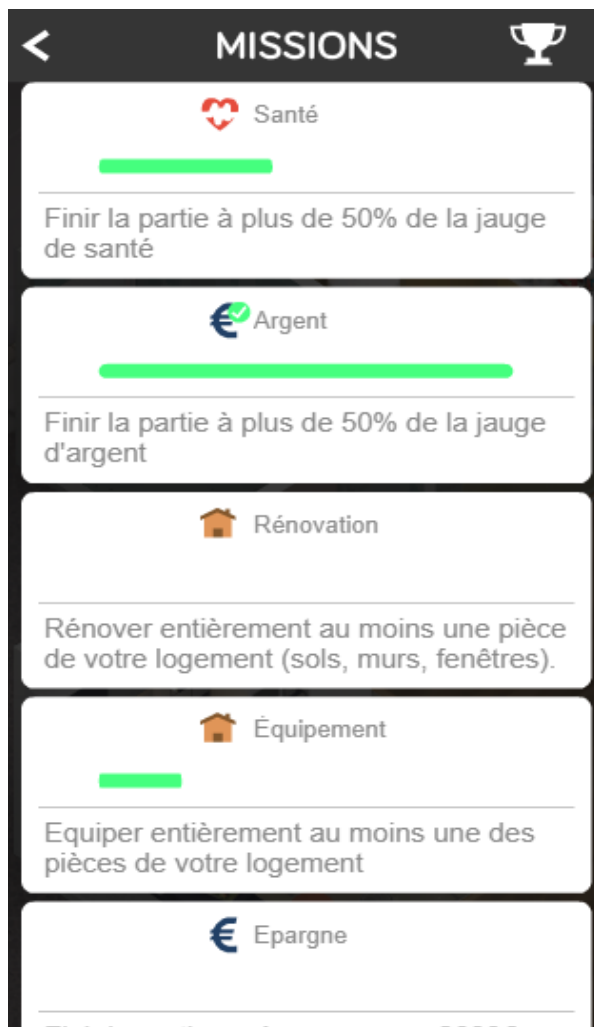 MISSIONS
Santé
Finir la partie à plus de 50% de la jauge
de santé
Argent
Finir la partie à plus de 50% de la jauge
d'argent
Rénovation
Rénover entièrement au moins une pièce
de votre logement (sols, murs, fenêtres).
Équipement
Equiper entièrement au moins une des
pièces de votre logement
Epargne